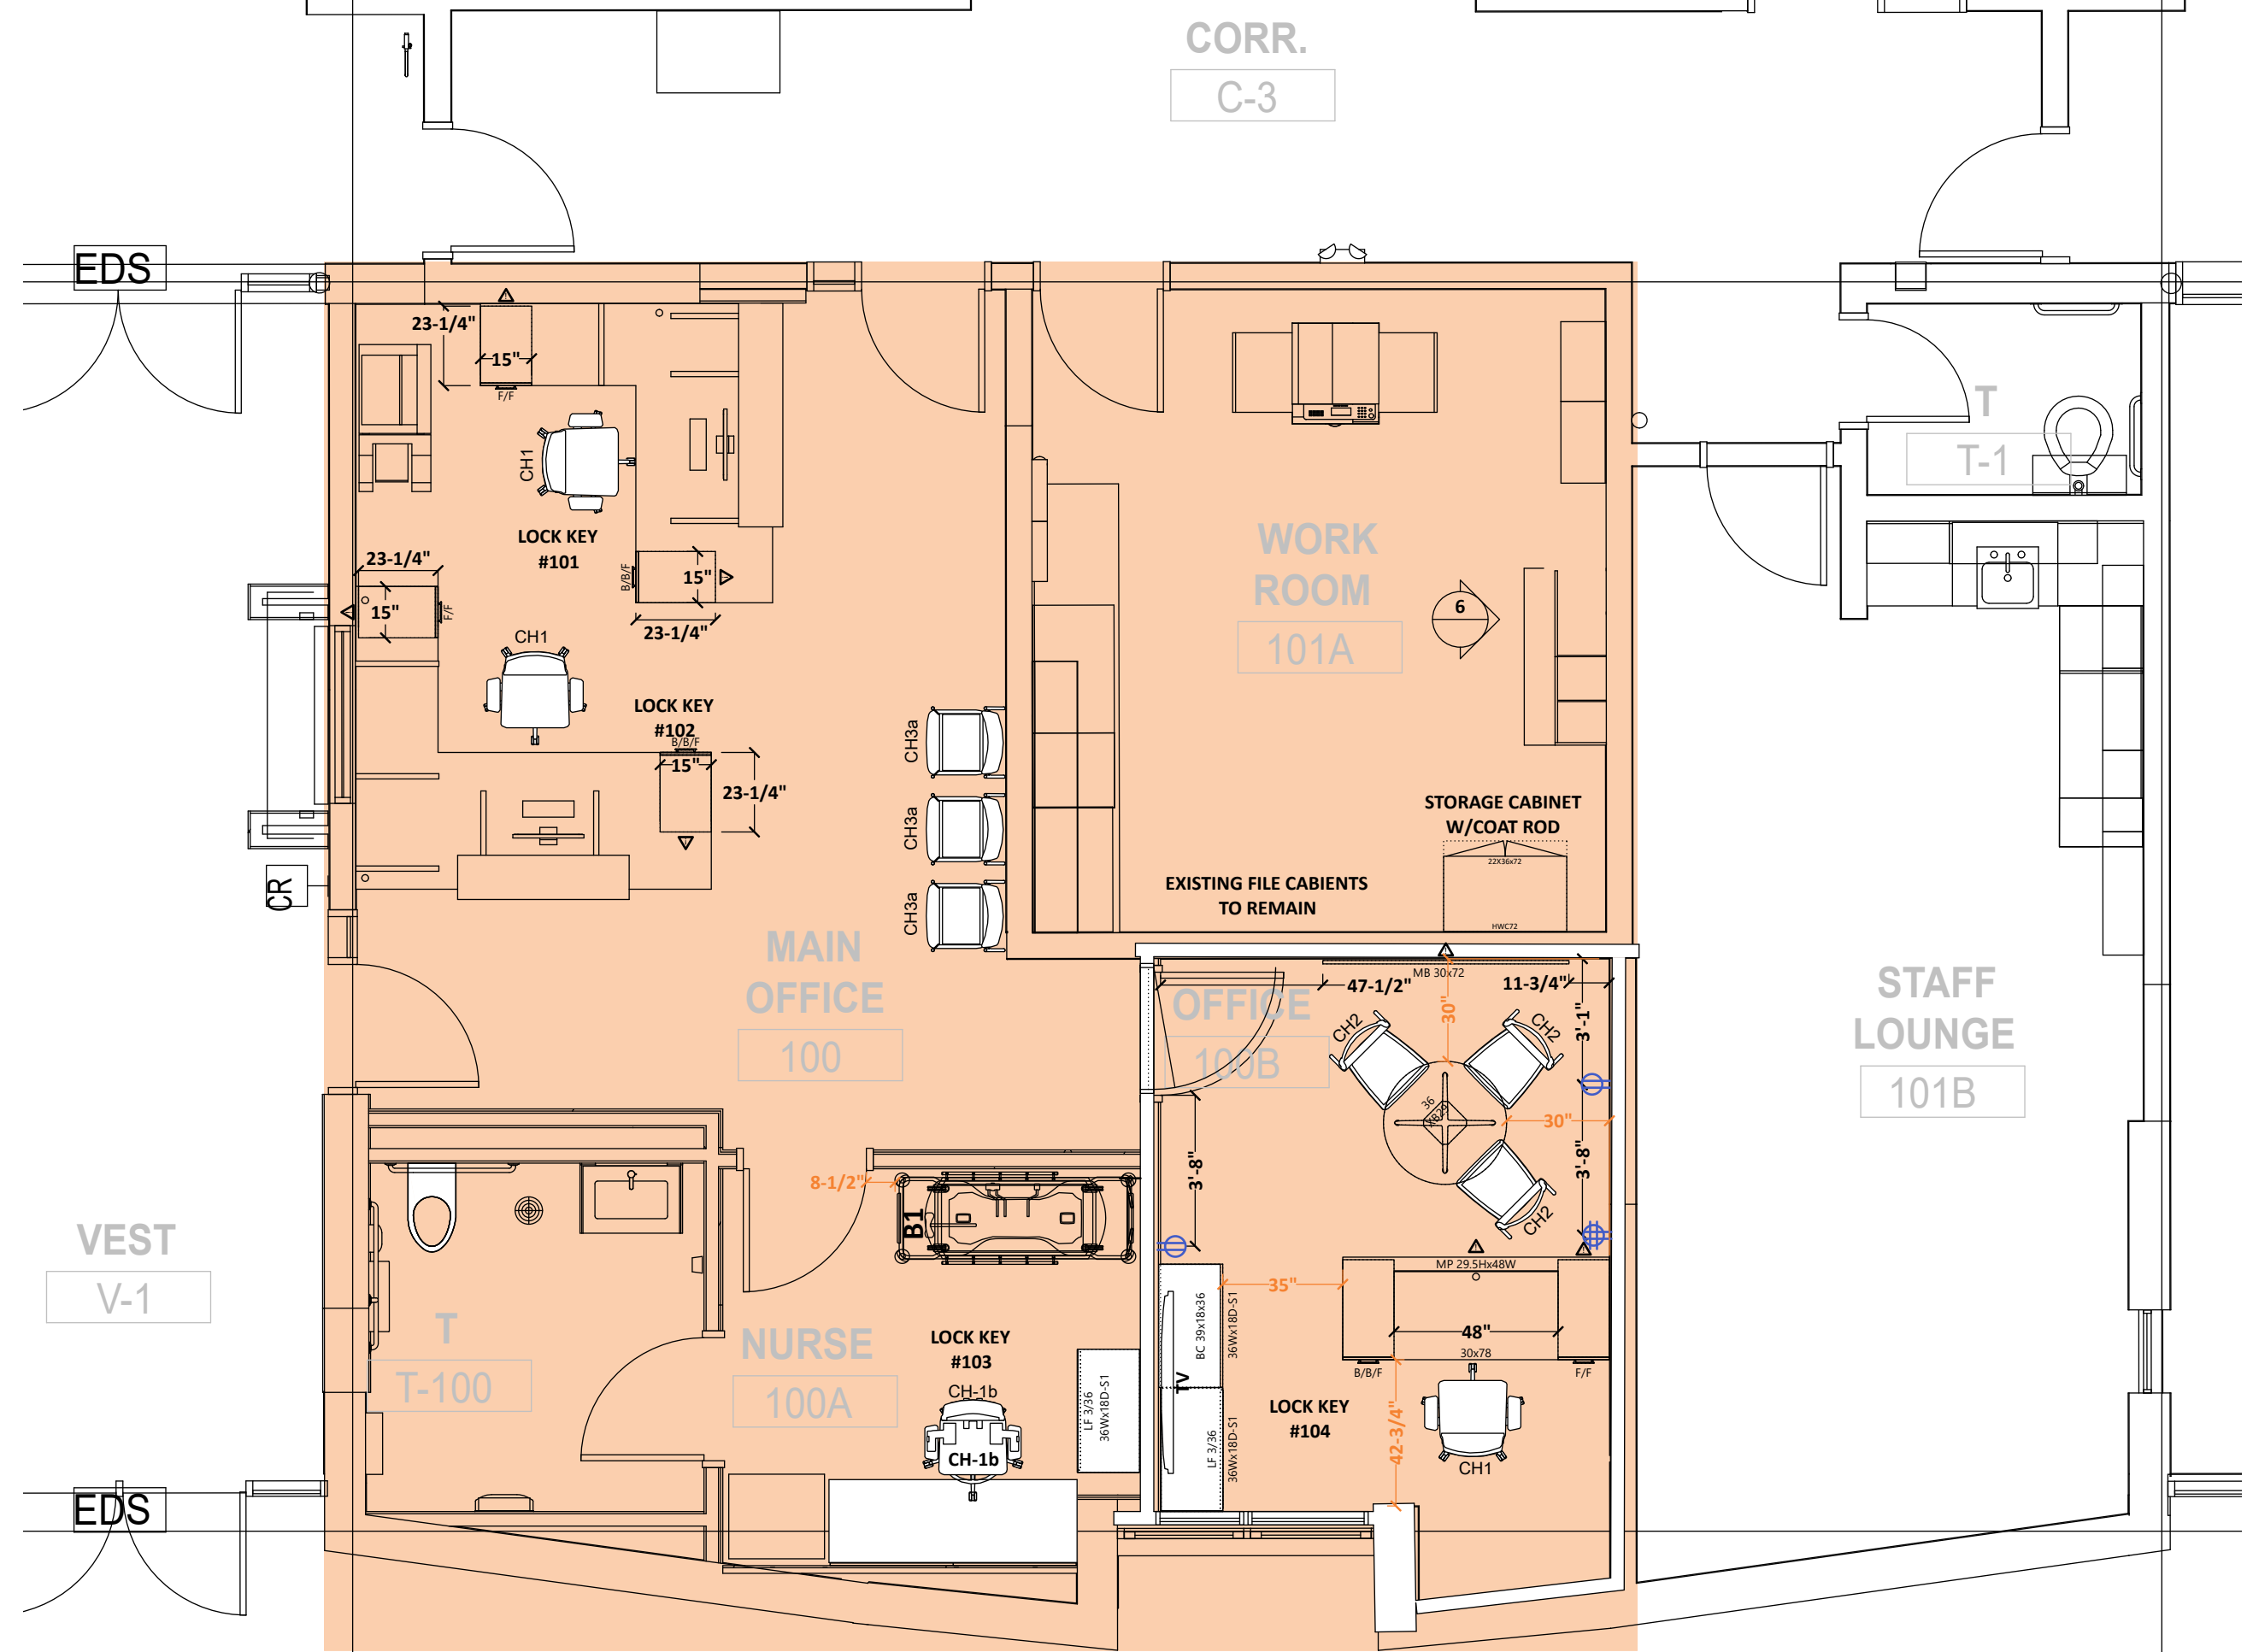 CORR.
C-3
EDS
23-1/4"
15"
F/F
CH1
LOCK KEY
#101
23-1/4"
15"
F/F
B/B/F
15"
23-1/4"
CH1
LOCK KEY
#102
B/B/F
15"
23-1/4"
CH3a
CH3a
CH3a
CR
WORK
ROOM
101A
6
STORAGE CABINET
W/COAT ROD
22X36x72
HWC72
EXISTING FILE CABIENTS
TO REMAIN
T
T-1
MAIN
OFFICE
100
OFFICE
100B
47-1/2"
MB 30x72
11-3/4"
30"
3'-1"
CH2
CH2
36
30"
3'-8"
CH2
3'-8"
STAFF
LOUNGE
101B
VEST
V-1
8-1/2"
B1
T
T-100
NURSE
100A
LOCK KEY
#103
CH-1b
CH-1b
LF 3/36
36Wx18D-S1
35"
MP 29.5Hx48W
48"
30x78
B/B/F
F/F
BC 39x18x36
36Wx18D-S1
TV
LF 3/36
36Wx18D-S1
LOCK KEY
#104
42-3/4"
CH1
EDS